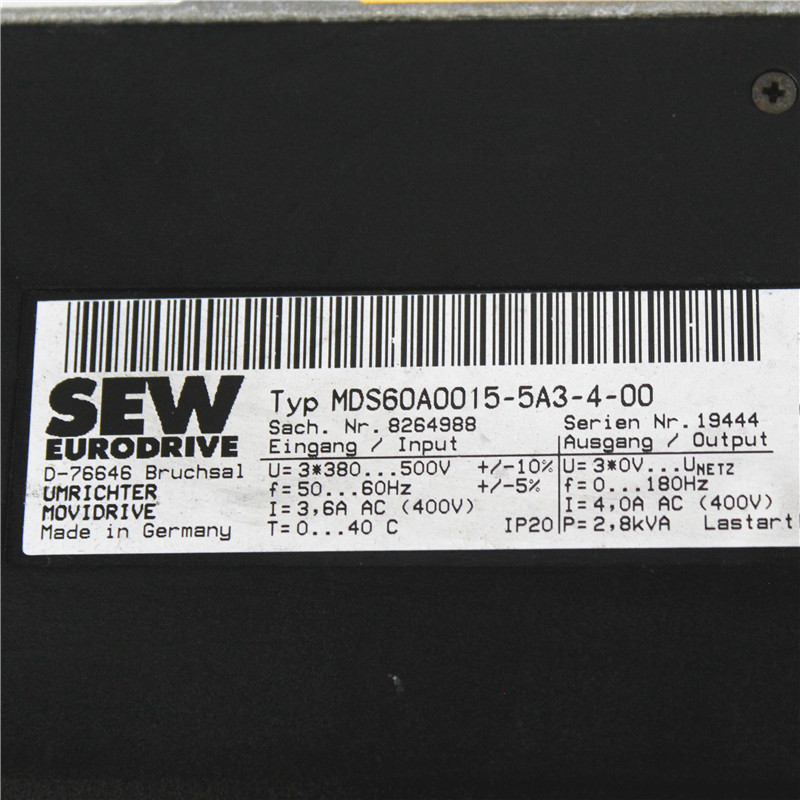 SEW
EURODRIVE
D-76646 Bruchsal
UMRICHTER
MOVIDRIVE
Made in Germany
Typ MDS60A0015-5A3-4-00
Sach. Nr. 8264988 Serien Nr. 19444
Eingang / Input Ausgang / Output
U= 3*380...500V +/-10% U= 3*0V...UNETZ
f= 50...60Hz +/-5% f= 0...180Hz
I= 3,6A AC (400V) I= 4,0A AC (400V)
T= 0...40 C IP20 P= 2,8kVA Lastart